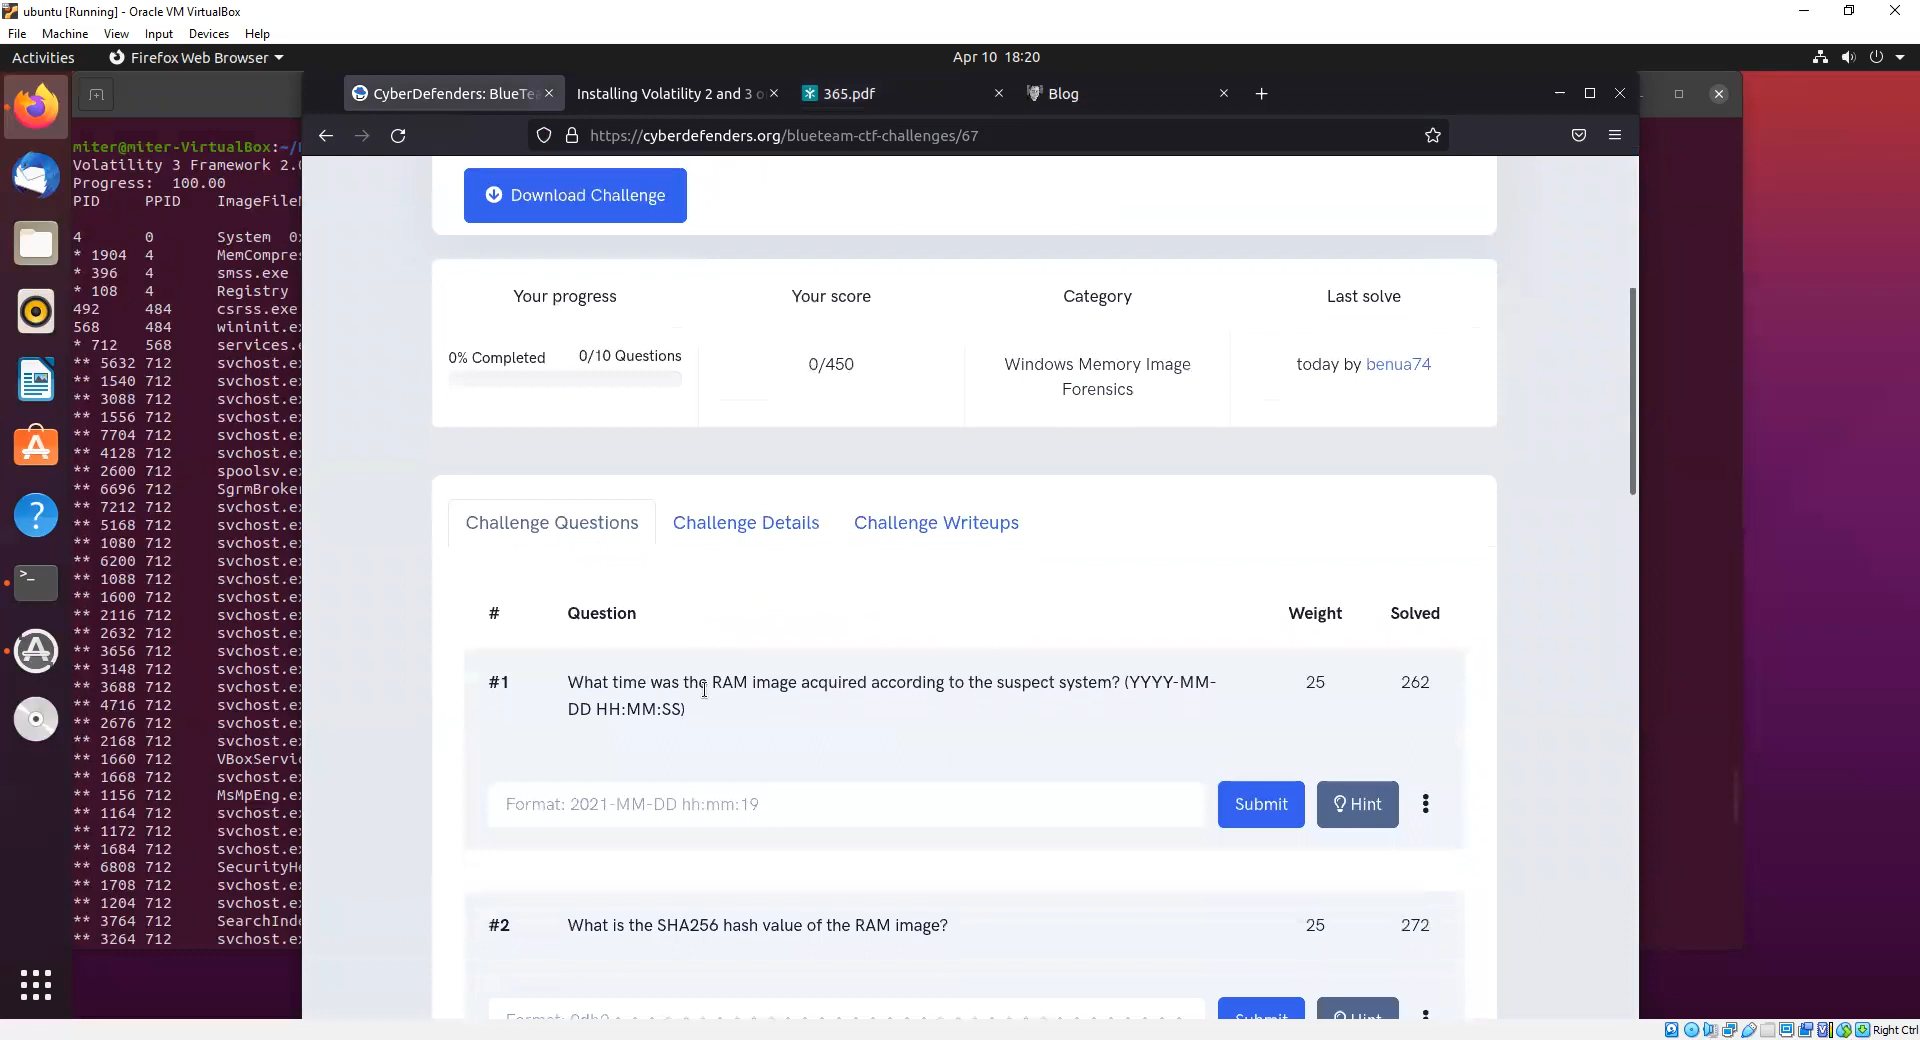 ubuntu [Running] - Oracle VM VirtualBox
File Machine View Input Devices Help
Activities Firefox Web Browser Apr 10 18:20
CyberDefenders: BlueTea Installing Volatility 2 and 3 o 365.pdf Blog
https://cyberdefenders.org/blueteam-ctf-challenges/67
miter@miter-VirtualBox:~/
Volatility 3 Framework 2.
Progress: 100.00
PID PPID ImageFile
4 0 System 0
* 1904 4 MemCompre
* 396 4 smss.exe
* 108 4 Registry
492 484 csrss.exe
568 484 wininit.e
* 712 568 services.
** 5632 712 svchost.e
** 1540 712 svchost.e
** 3088 712 svchost.e
** 1556 712 svchost.e
** 7704 712 svchost.e
** 4128 712 svchost.e
** 2600 712 spoolsv.e
** 6696 712 SgrmBroke
** 7212 712 svchost.e
** 5168 712 svchost.e
** 1080 712 svchost.e
** 6200 712 svchost.e
** 1088 712 svchost.e
** 1600 712 svchost.e
** 2116 712 svchost.e
** 2632 712 svchost.e
** 3656 712 svchost.e
** 3148 712 svchost.e
** 3688 712 svchost.e
** 4716 712 svchost.e
** 2676 712 svchost.e
** 2168 712 svchost.e
** 1660 712 VBoxServi
** 1668 712 svchost.e
** 1156 712 MsMpEng.e
** 1164 712 svchost.e
** 1172 712 svchost.e
** 1684 712 svchost.e
** 6808 712 SecurityH
** 1708 712 svchost.e
** 1204 712 svchost.e
** 3764 712 SearchInd
** 3264 712 svchost.e
Download Challenge
Your progress Your score Category Last solve
0% Completed 0/10 Questions 0/450 Windows Memory Image Forensics today by benua74
Challenge Questions Challenge Details Challenge Writeups
# Question Weight Solved
#1 What time was the RAM image acquired according to the suspect system? (YYYY-MM- 25 262
DD HH:MM:SS)
Format: 2021-MM-DD hh:mm:19 Submit Hint
#2 What is the SHA256 hash value of the RAM image? 25 272
Submit Hint
Right Ctrl